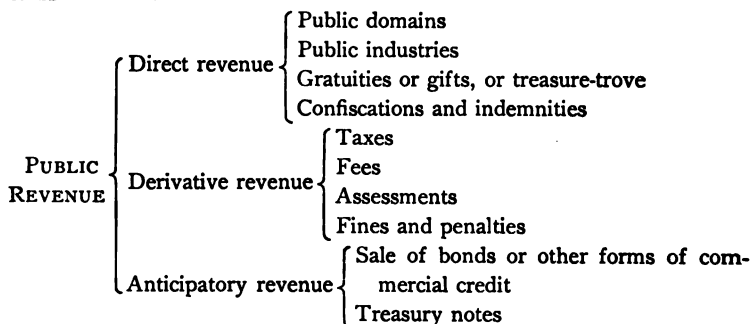 Public domains
Public industries
Direct revenue
Gratuities or gifts, or treasure-trove
Confiscations and indemnities
Taxes
Fees
PUBLIC
REVENUE
Derivative revenue
Assessments
Fines and penalties
Sale of bonds or other forms of com-
mercial credit
Anticipatory revenue
Treasury notes